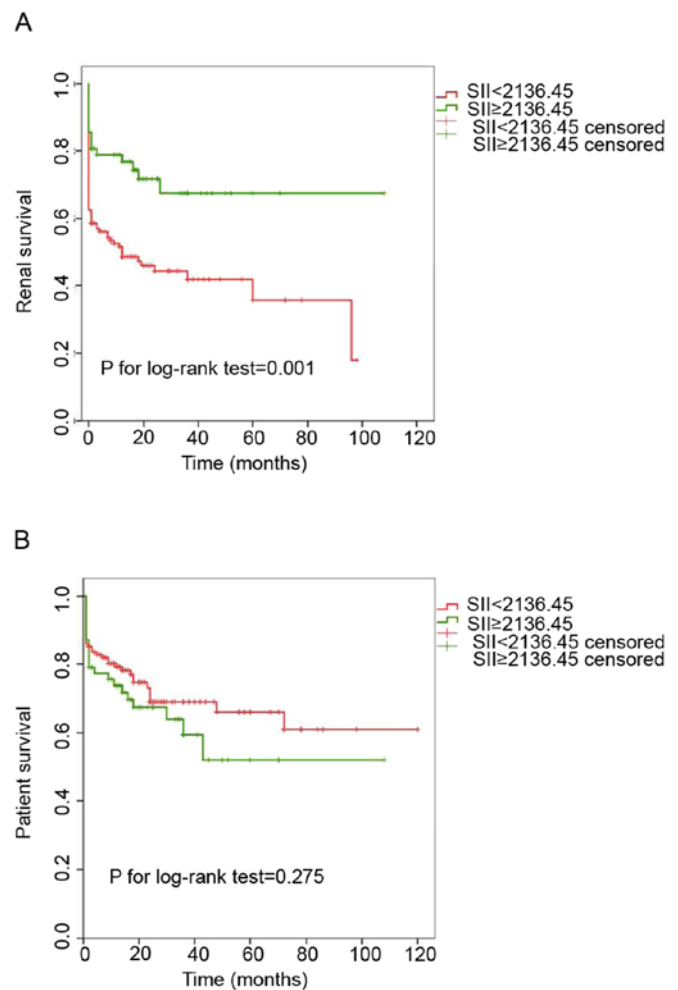 A
1.0
0.8
0.6
0.4
0.2
0.0
Renal survival
P for log-rank test=0.001
0 20 40 60 80 100 120
Time (months)
SII<2136.45
SII≥2136.45
SII<2136.45 censored
SII≥2136.45 censored
B
1.0
0.8
0.6
0.4
0.2
0.0
Patient survival
P for log-rank test=0.275
0 20 40 60 80 100 120
Time (months)
SII<2136.45
SII≥2136.45
SII<2136.45 censored
SII≥2136.45 censored